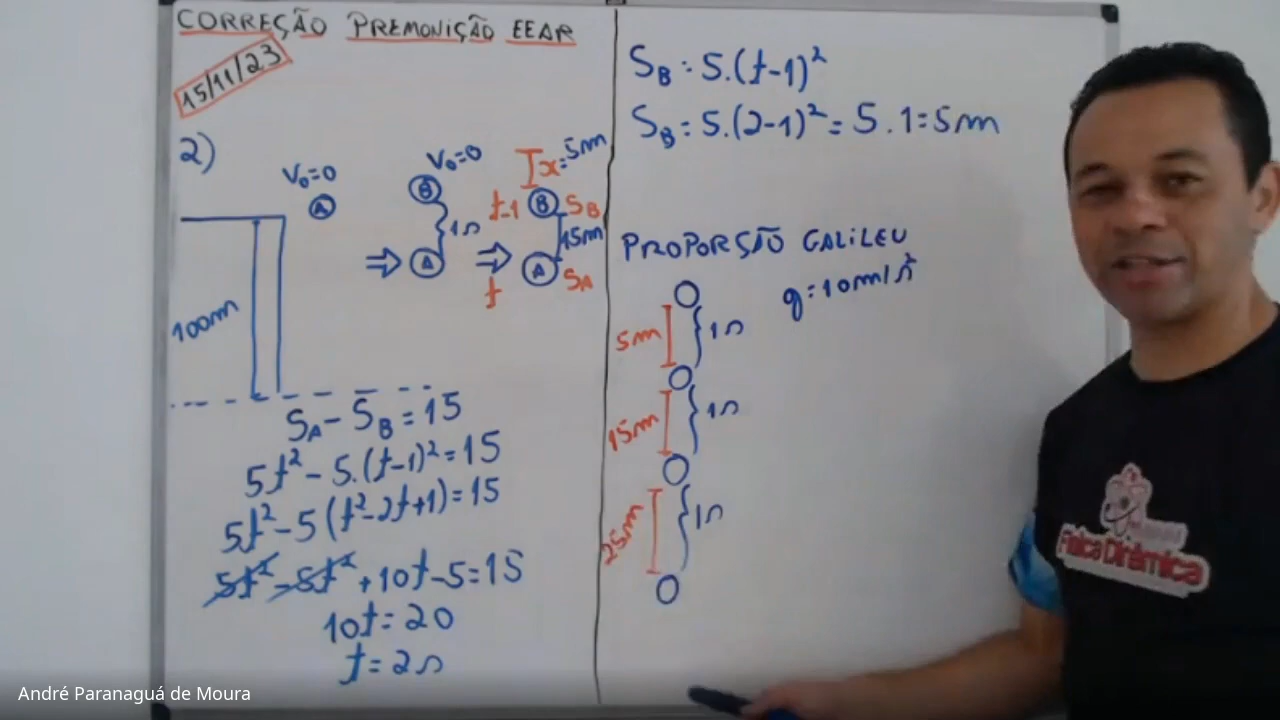 CORREÇÃO PREMONIÇÃO EEAR
15/11/23
2)
V₀=0
A
100m
V₀=0
B
1s
A
⇒
⇒
t
x=5m
t-1 B S_B
15m
A S_A
S_A - S_B = 15
5t² - 5.(t-1)² = 15
5t² - 5(t²-2t+1) = 15
5t² - 5t² + 10t - 5 = 15
10t = 20
t = 2s
S_B = 5.(t-1)²
S_B = 5.(2-1)² = 5.1 = 5m
PROPORSÃO GALILEU
g=10m/s²
5m 1s
15m 1s
25m 1s
Física Dinâmica
André Paranaguá de Moura